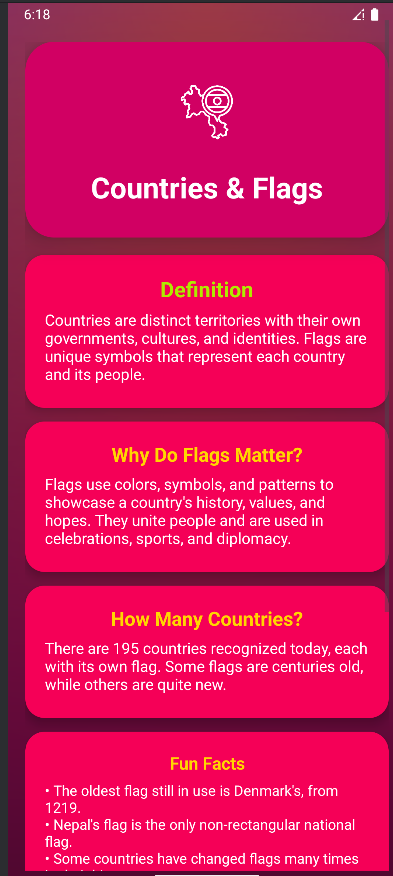 6:18
Countries & Flags
Definition
Countries are distinct territories with their own
governments, cultures, and identities. Flags are
unique symbols that represent each country
and its people.
Why Do Flags Matter?
Flags use colors, symbols, and patterns to
showcase a country's history, values, and
hopes. They unite people and are used in
celebrations, sports, and diplomacy.
How Many Countries?
There are 195 countries recognized today, each
with its own flag. Some flags are centuries old,
while others are quite new.
Fun Facts
• The oldest flag still in use is Denmark's, from
1219.
• Nepal's flag is the only non-rectangular national
flag.
• Some countries have changed flags many times